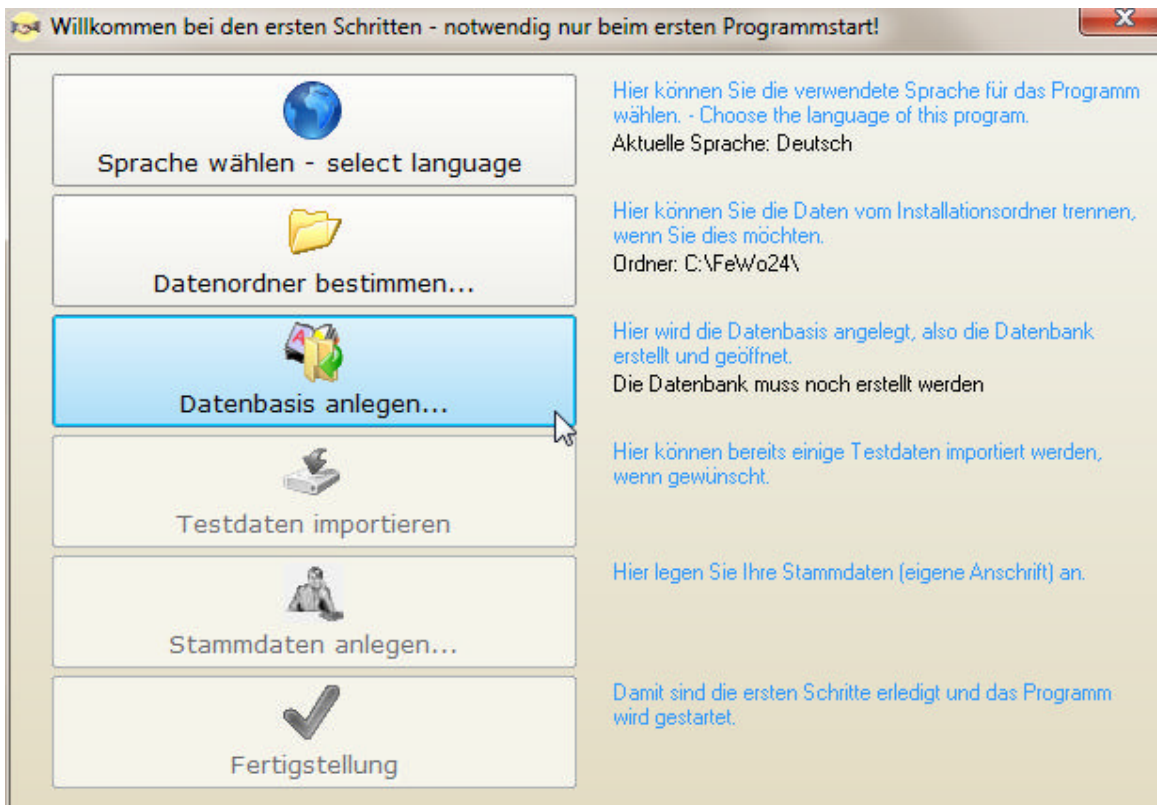 Willkommen bei den ersten Schritten - notwendig nur beim ersten Programmstart!
Sprache wählen - select language
Hier können Sie die verwendete Sprache für das Programm
wählen. - Choose the language of this program.
Aktuelle Sprache: Deutsch
Datenordner bestimmen...
Hier können Sie die Daten vom Installationsordner trennen,
wenn Sie dies möchten.
Ordner: C:\FeWo24\
Datenbasis anlegen...
Hier wird die Datenbasis angelegt, also die Datenbank
erstellt und geöffnet.
Die Datenbank muss noch erstellt werden
Testdaten importieren
Hier können bereits einige Testdaten importiert werden,
wenn gewünscht.
Stammdaten anlegen...
Hier legen Sie Ihre Stammdaten (eigene Anschrift) an.
Fertigstellung
Damit sind die ersten Schritte erledigt und das Programm
wird gestartet.